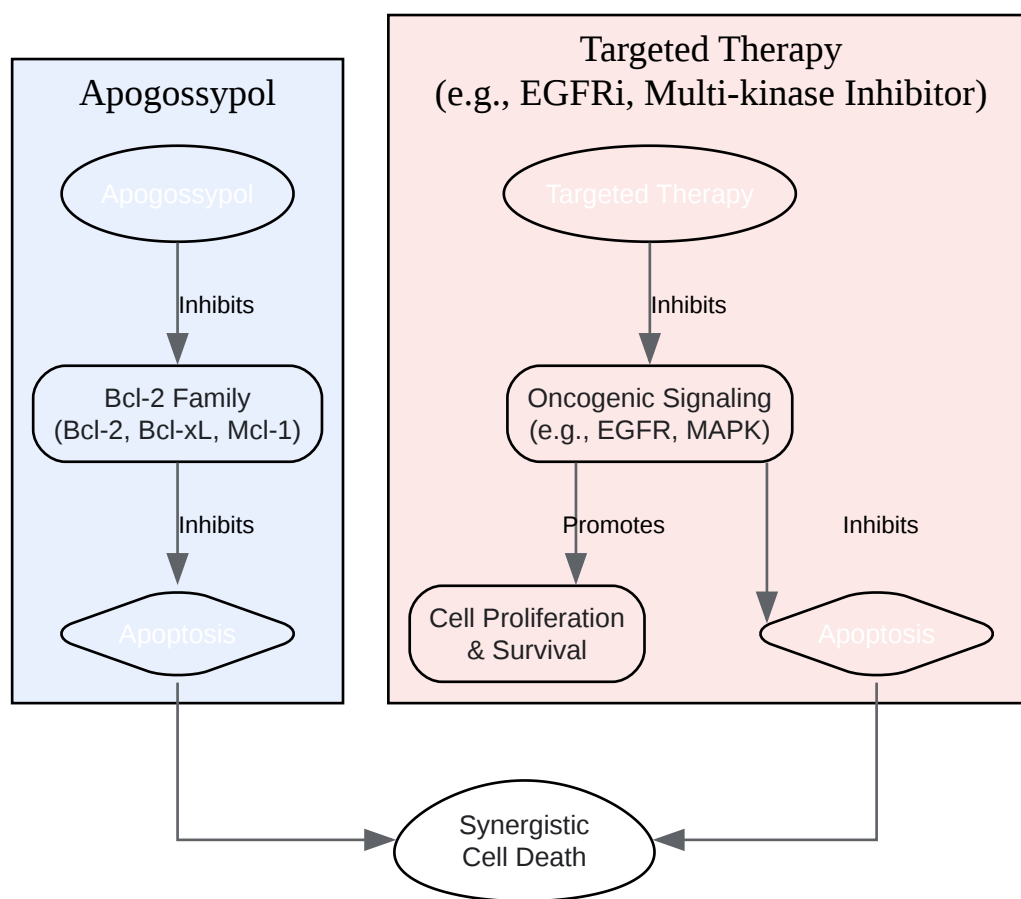 Apogossypol
Apogossypol
Inhibits
Bcl-2 Family
(Bcl-2, Bcl-xL, Mcl-1)
Inhibits
Apoptosis
Targeted Therapy
(e.g., EGFRi, Multi-kinase Inhibitor)
Targeted Therapy
Inhibits
Oncogenic Signaling
(e.g., EGFR, MAPK)
Promotes
Inhibits
Cell Proliferation
& Survival
Apoptosis
Synergistic
Cell Death